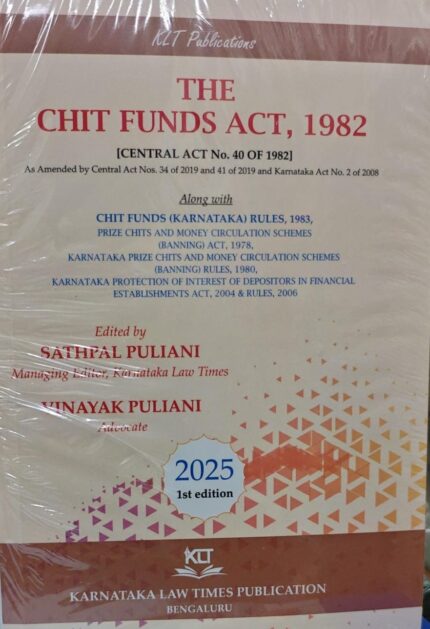 KLT Publications
THE
CHIT FUNDS ACT, 1982
[CENTRAL ACT No. 40 OF 1982]
As Amended by Central Act Nos. 34 of 2019 and 41 of 2019 and Karnataka Act No. 2 of 2008
Along with
CHIT FUNDS (KARNATAKA) RULES, 1983,
PRIZE CHITS AND MONEY CIRCULATION SCHEMES
(BANNING) ACT, 1978,
KARNATAKA PRIZE CHITS AND MONEY CIRCULATION SCHEMES
(BANNING) RULES, 1980,
KARNATAKA PROTECTION OF INTEREST OF DEPOSITORS IN FINANCIAL
ESTABLISHMENTS ACT, 2004 & RULES, 2006
Edited by
SATHPAL PULIANI
Managing Editor, Karnataka Law Times
VINAYAK PULIANI
Advocate
2025
1st edition
KLT
KARNATAKA LAW TIMES PUBLICATION
BENGALURU